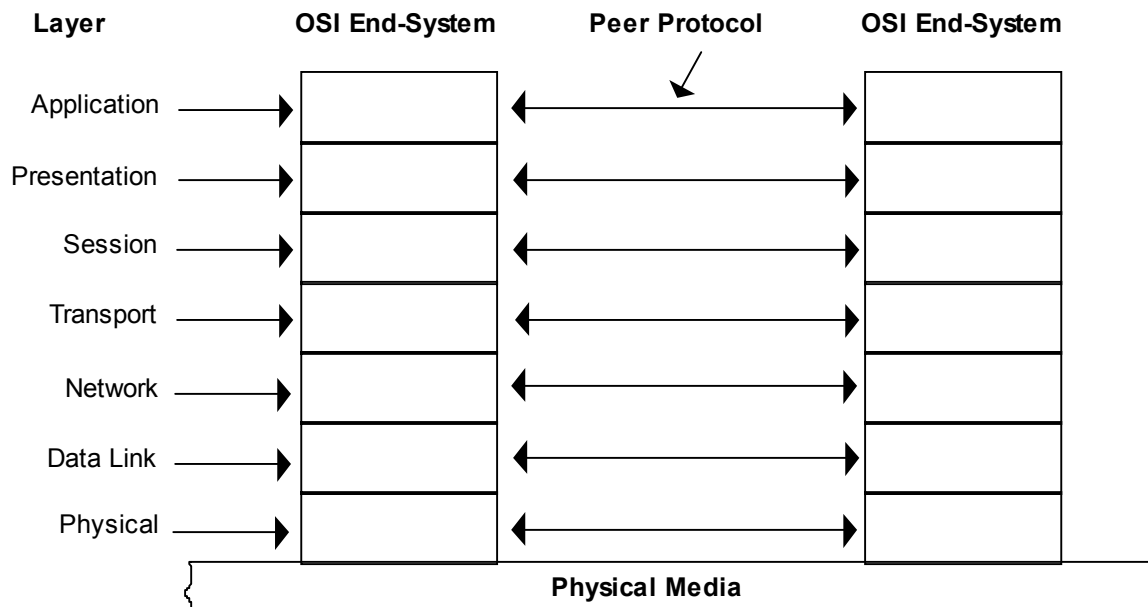 Layer OSI End-System Peer Protocol OSI End-System
Application
Presentation
Session
Transport
Network
Data Link
Physical
Physical Media